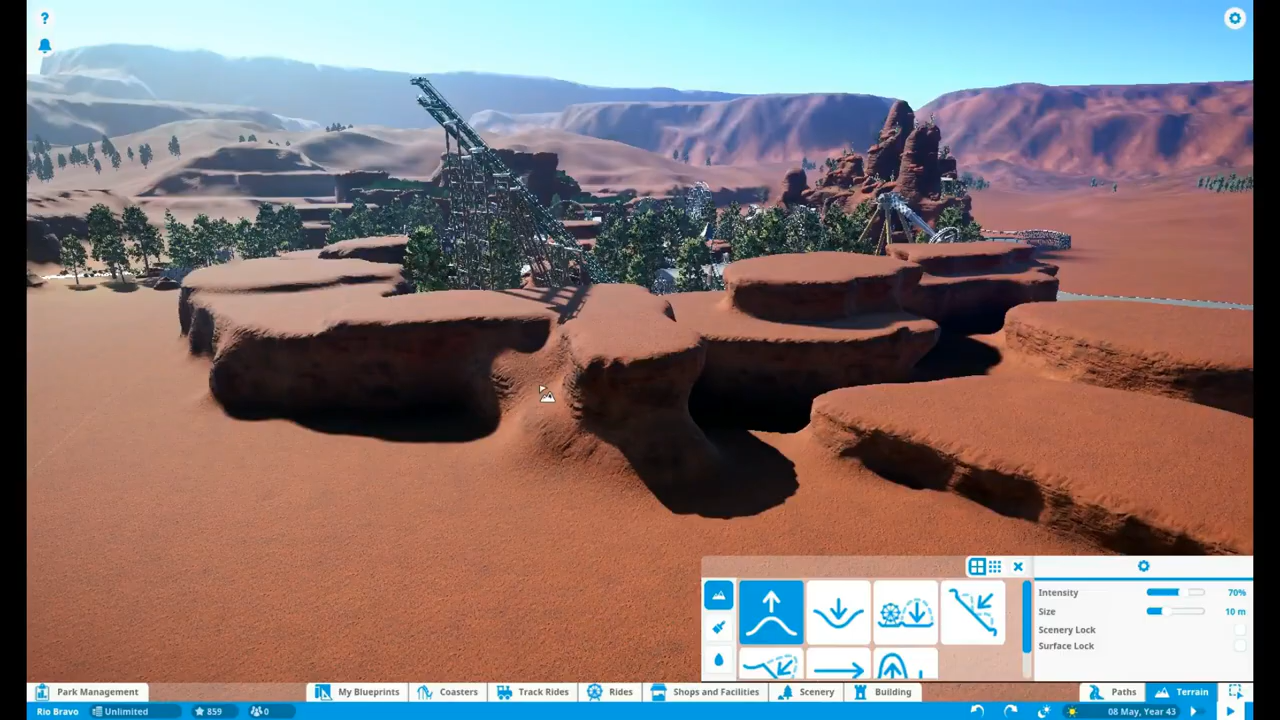 ?
Intensity 70%
Size 10 m
Scenery Lock
Surface Lock
Park Management
My Blueprints
Coasters
Track Rides
Rides
Shops and Facilities
Scenery
Building
Paths
Terrain
Rio Bravo
Unlimited
859
0
08 May, Year 43